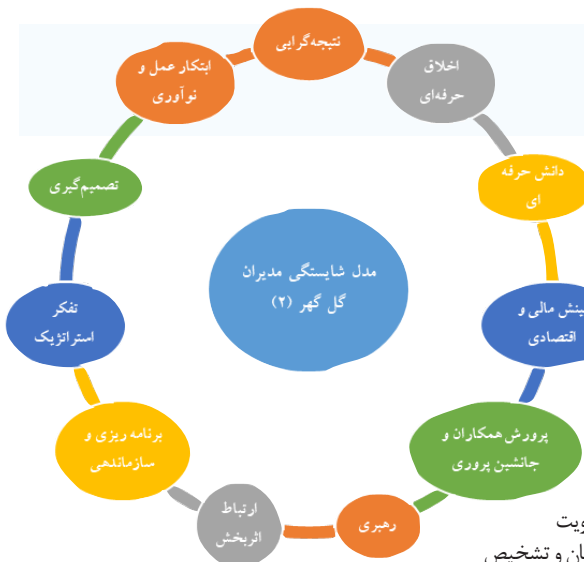 نتیجه‌گرایی
اخلاق
حرفه‌ای
دانش حرفه
ای
بینش مالی و
اقتصادی
پرورش همکاران و
جانشین پروری
رهبری
ارتباط
اثربخش
برنامه ریزی و
سازماندهی
تفکر
استراتژیک
تصمیم‌گیری
ابتکار عمل و
نوآوری
مدل شایستگی مدیران
گل گهر (۲)
و تشخیص